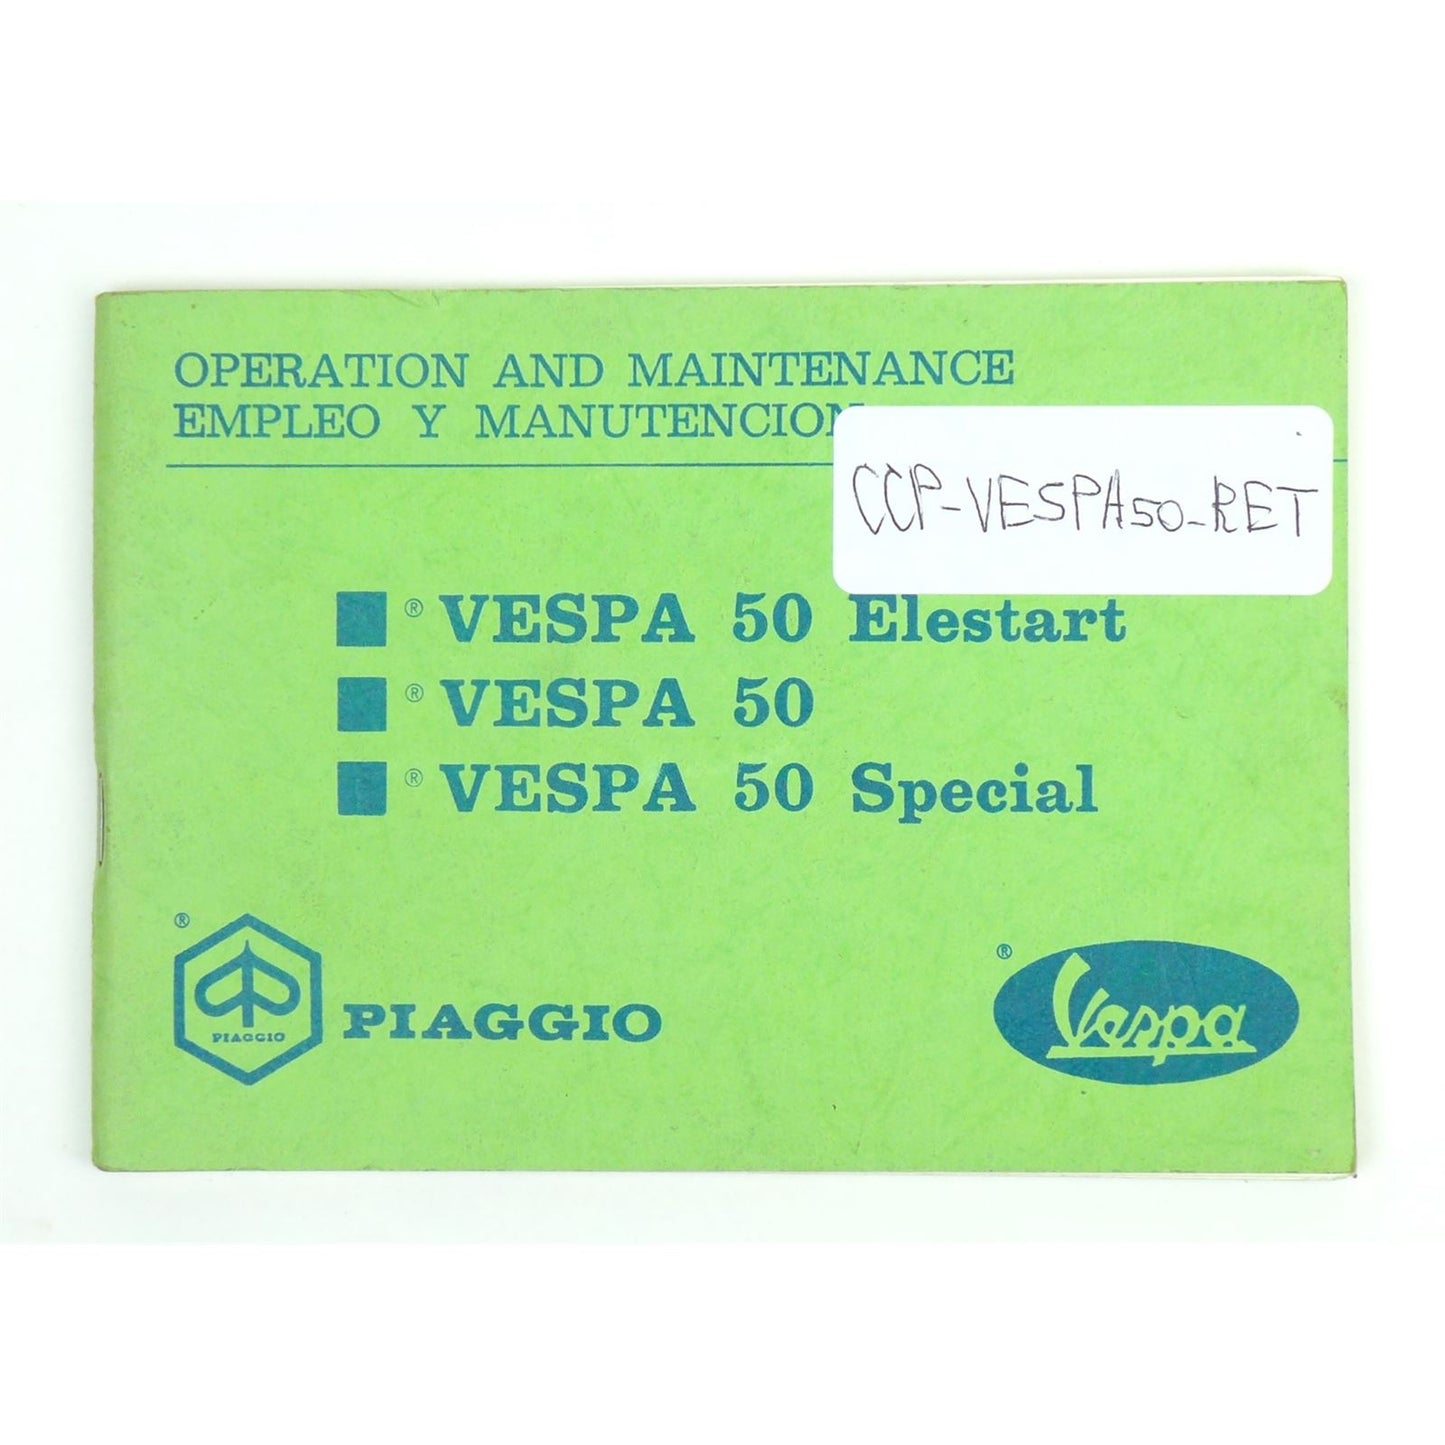 OPERATION AND MAINTENANCE
EMPLEO Y MANUTENCION
CCP-VESPA50-RET
® VESPA 50 Elestart
® VESPA 50
® VESPA 50 Special
®
PIAGGIO
PIAGGIO
®
Vespa